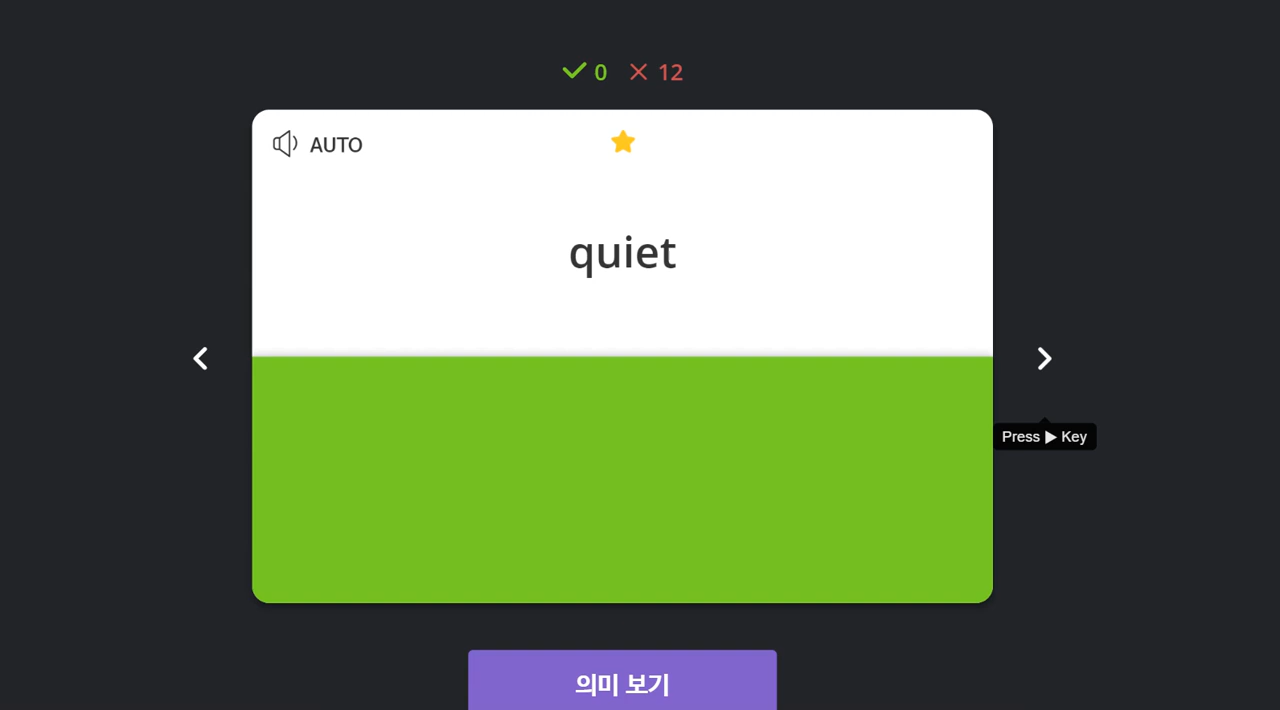 0 12
AUTO
quiet
Press ▶ Key
의미 보기